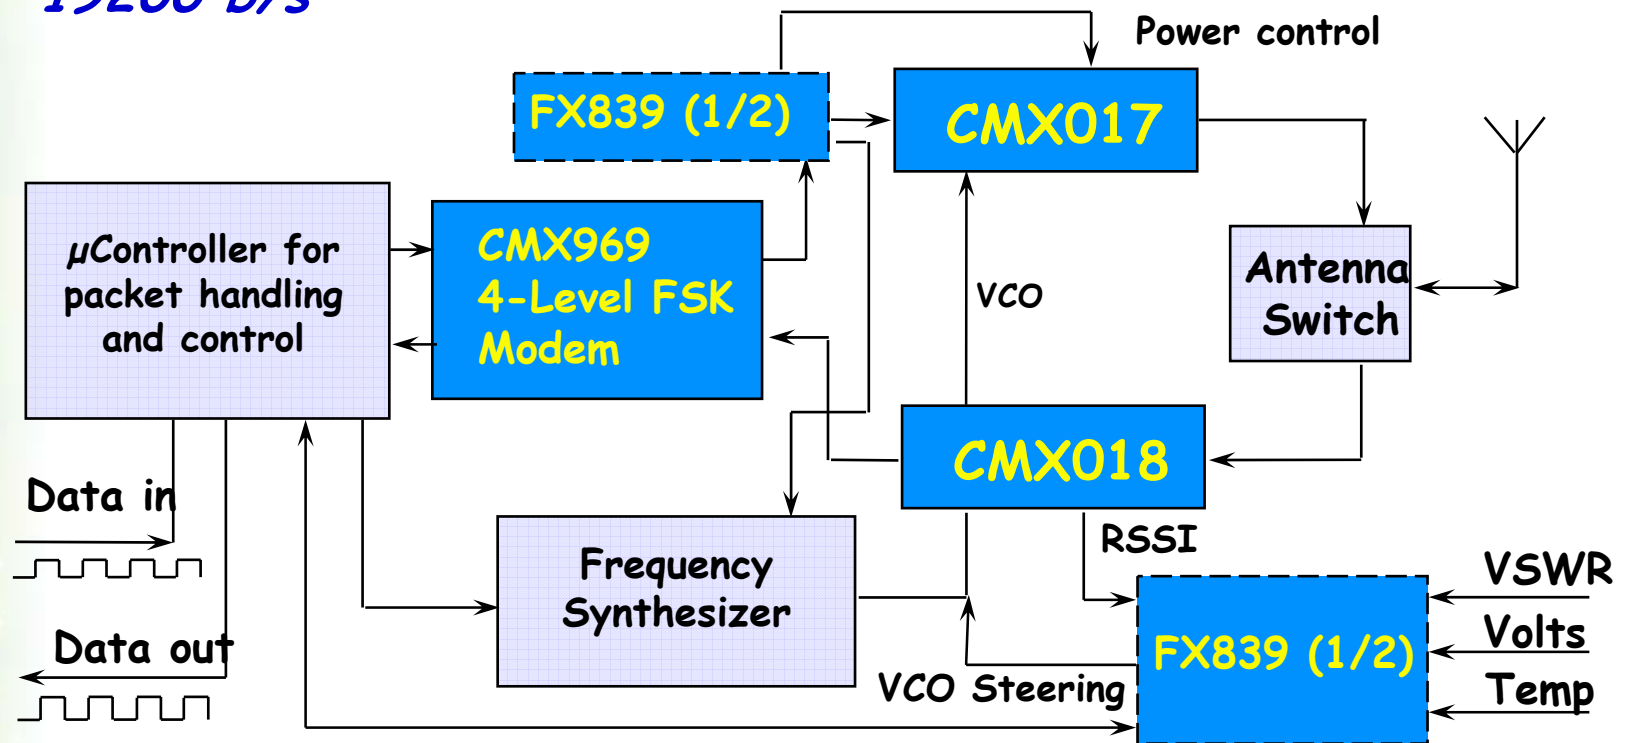 19200 b/s
Power control
FX839 (1/2)
CMX017
µController for
packet handling
and control
CMX969
4-Level FSK
Modem
VCO
Antenna
Switch
CMX018
Data in
RSSI
Frequency
Synthesizer
VSWR
Volts
Temp
FX839 (1/2)
Data out
VCO Steering